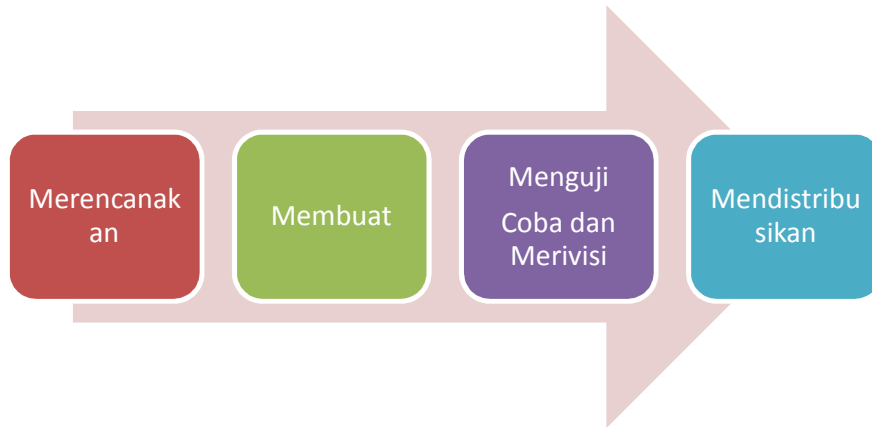 Merencanak
an
Membuat
Menguji
Coba dan
Merivisi
Mendistribu
sikan